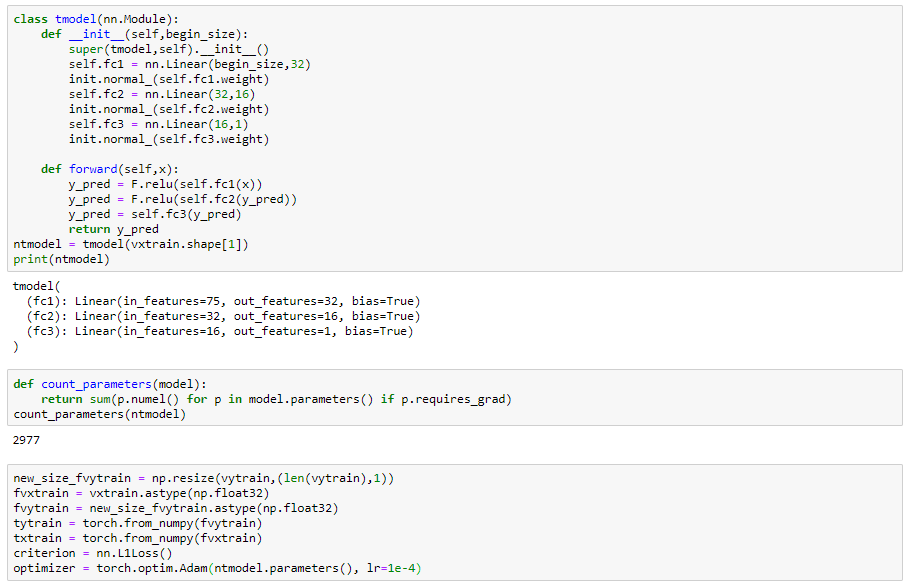 class tmodel(nn.Module):
    def __init__(self,begin_size):
        super(tmodel,self).__init__()
        self.fc1 = nn.Linear(begin_size,32)
        init.normal_(self.fc1.weight)
        self.fc2 = nn.Linear(32,16)
        init.normal_(self.fc2.weight)
        self.fc3 = nn.Linear(16,1)
        init.normal_(self.fc3.weight)

    def forward(self,x):
        y_pred = F.relu(self.fc1(x))
        y_pred = F.relu(self.fc2(y_pred))
        y_pred = self.fc3(y_pred)
        return y_pred
ntmodel = tmodel(vxtrain.shape[1])
print(ntmodel)
tmodel(
  (fc1): Linear(in_features=75, out_features=32, bias=True)
  (fc2): Linear(in_features=32, out_features=16, bias=True)
  (fc3): Linear(in_features=16, out_features=1, bias=True)
)
def count_parameters(model):
    return sum(p.numel() for p in model.parameters() if p.requires_grad)
count_parameters(ntmodel)
2977
new_size_fvytrain = np.resize(vytrain,(len(vytrain),1))
fvxtrain = vxtrain.astype(np.float32)
fvytrain = new_size_fvytrain.astype(np.float32)
tytrain = torch.from_numpy(fvytrain)
txtrain = torch.from_numpy(fvxtrain)
criterion = nn.L1Loss()
optimizer = torch.optim.Adam(ntmodel.parameters(), lr=1e-4)